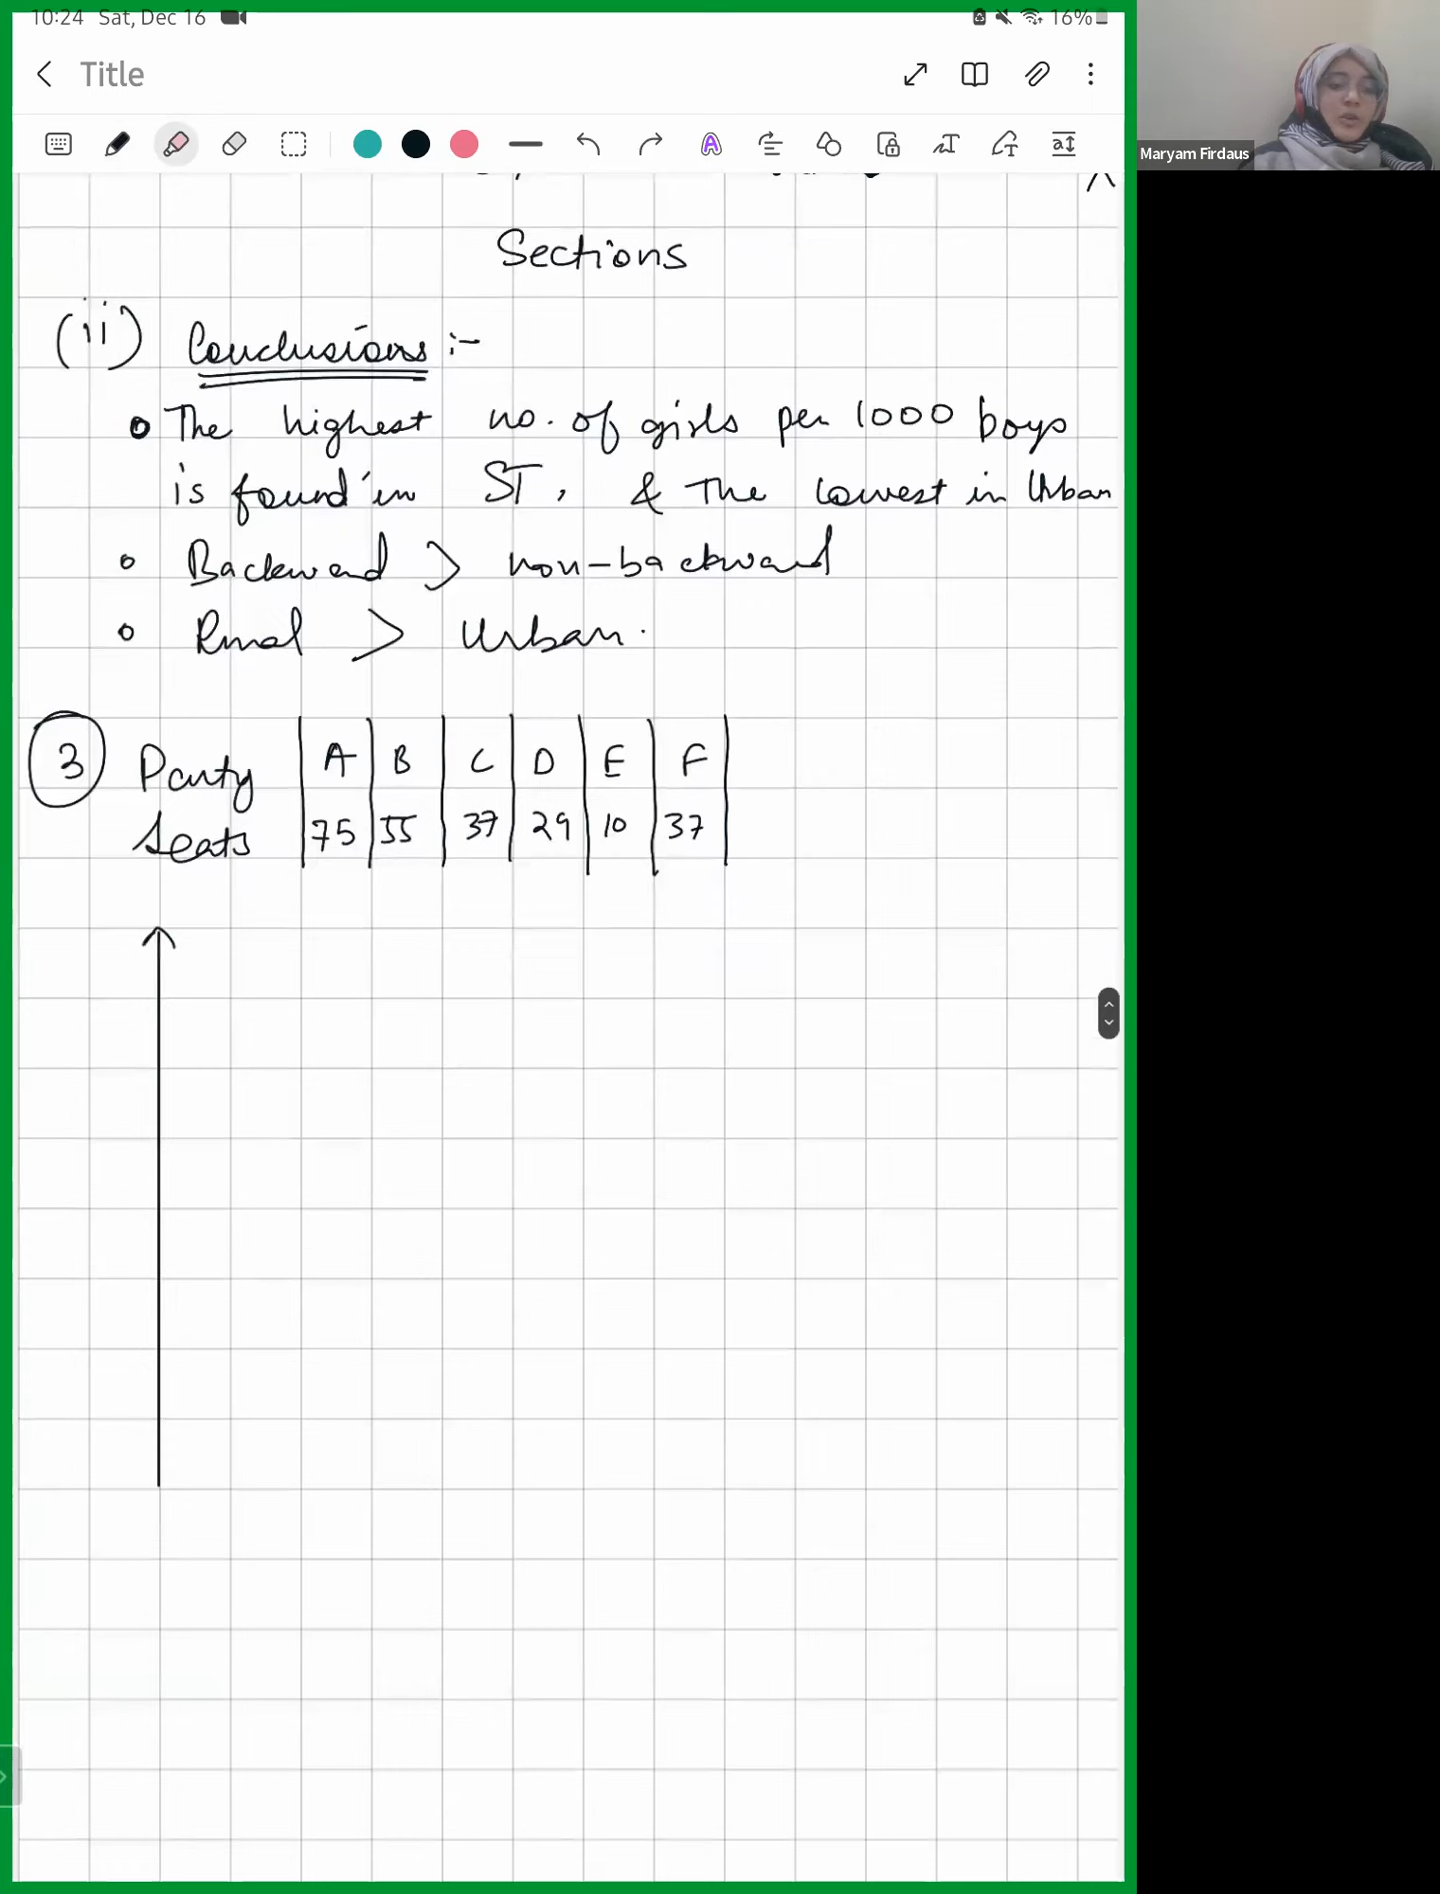 10:24 Sat, Dec 16
16%
Title
Maryam Firdaus
Sections
(ii) Conclusions :-
The highest no. of girls per 1000 boys
is found in ST, & The lowest in Urban
Backward > non-backward
Rural > Urban.
3 Party A B C D E F
Seats 75 55 37 29 10 37